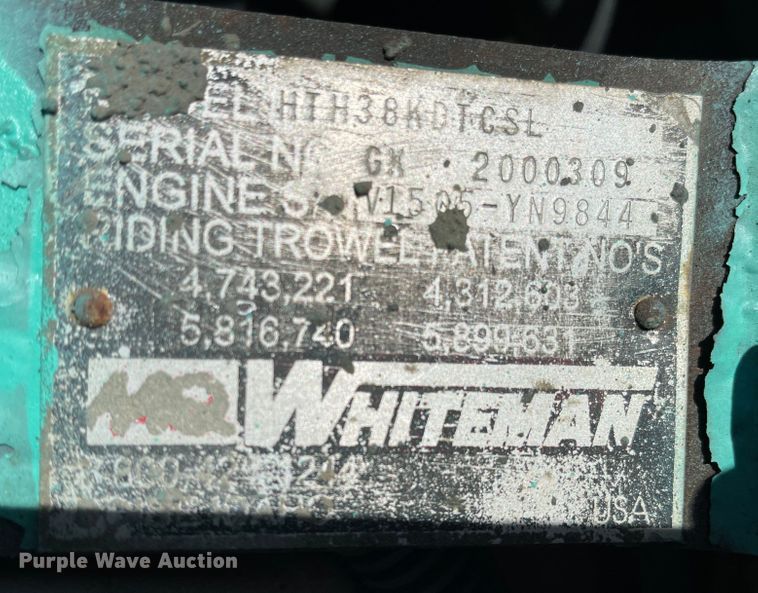 HTH38KDTCSL
SERIAL NO GX 2000309
ENGINE V1505-YN9844
RIDING TROWEL PATENT NO'S
4,743,221 4,312,603
5,816,740 5,899,631
WHITEMAN
USA
Purple Wave Auction